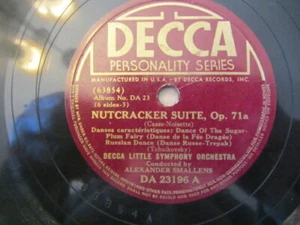 DECCA
PERSONALITY SERIES
MANUFACTURED IN U.S.A. BY DECCA RECORDS, INC.
(63854)
Album No. DA 23
(6 sides-3)
NUTCRACKER SUITE, Op. 71a
(Casse-Noisette)
Danses caractéristiques: Dance Of The Sugar-
Plum Fairy (Danse de la Fée Dragée)
Russian Dance (Danse Russe-Trepak)
(Tschaikovsky)
DECCA LITTLE SYMPHONY ORCHESTRA
Conducted by
ALEXANDER SMALLENS
DA 23196 A